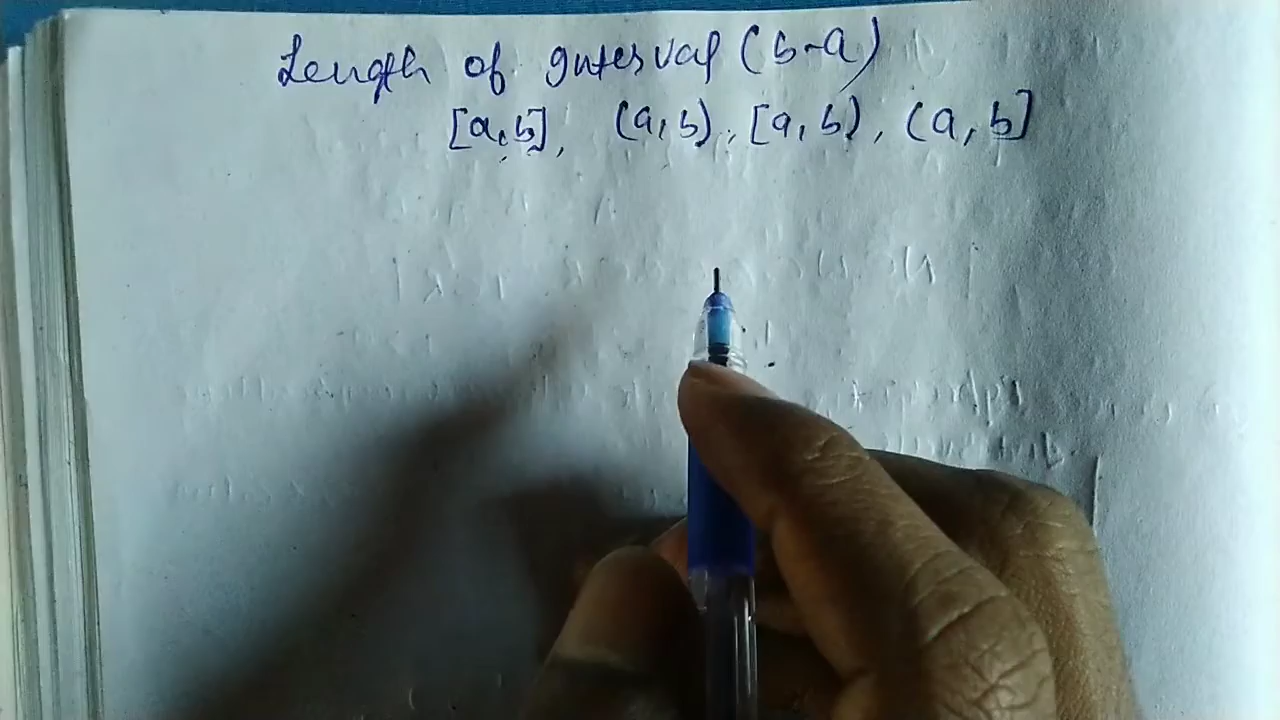 Length of Interval (b-a)
[a,b], (a,b), [a,b), (a,b]